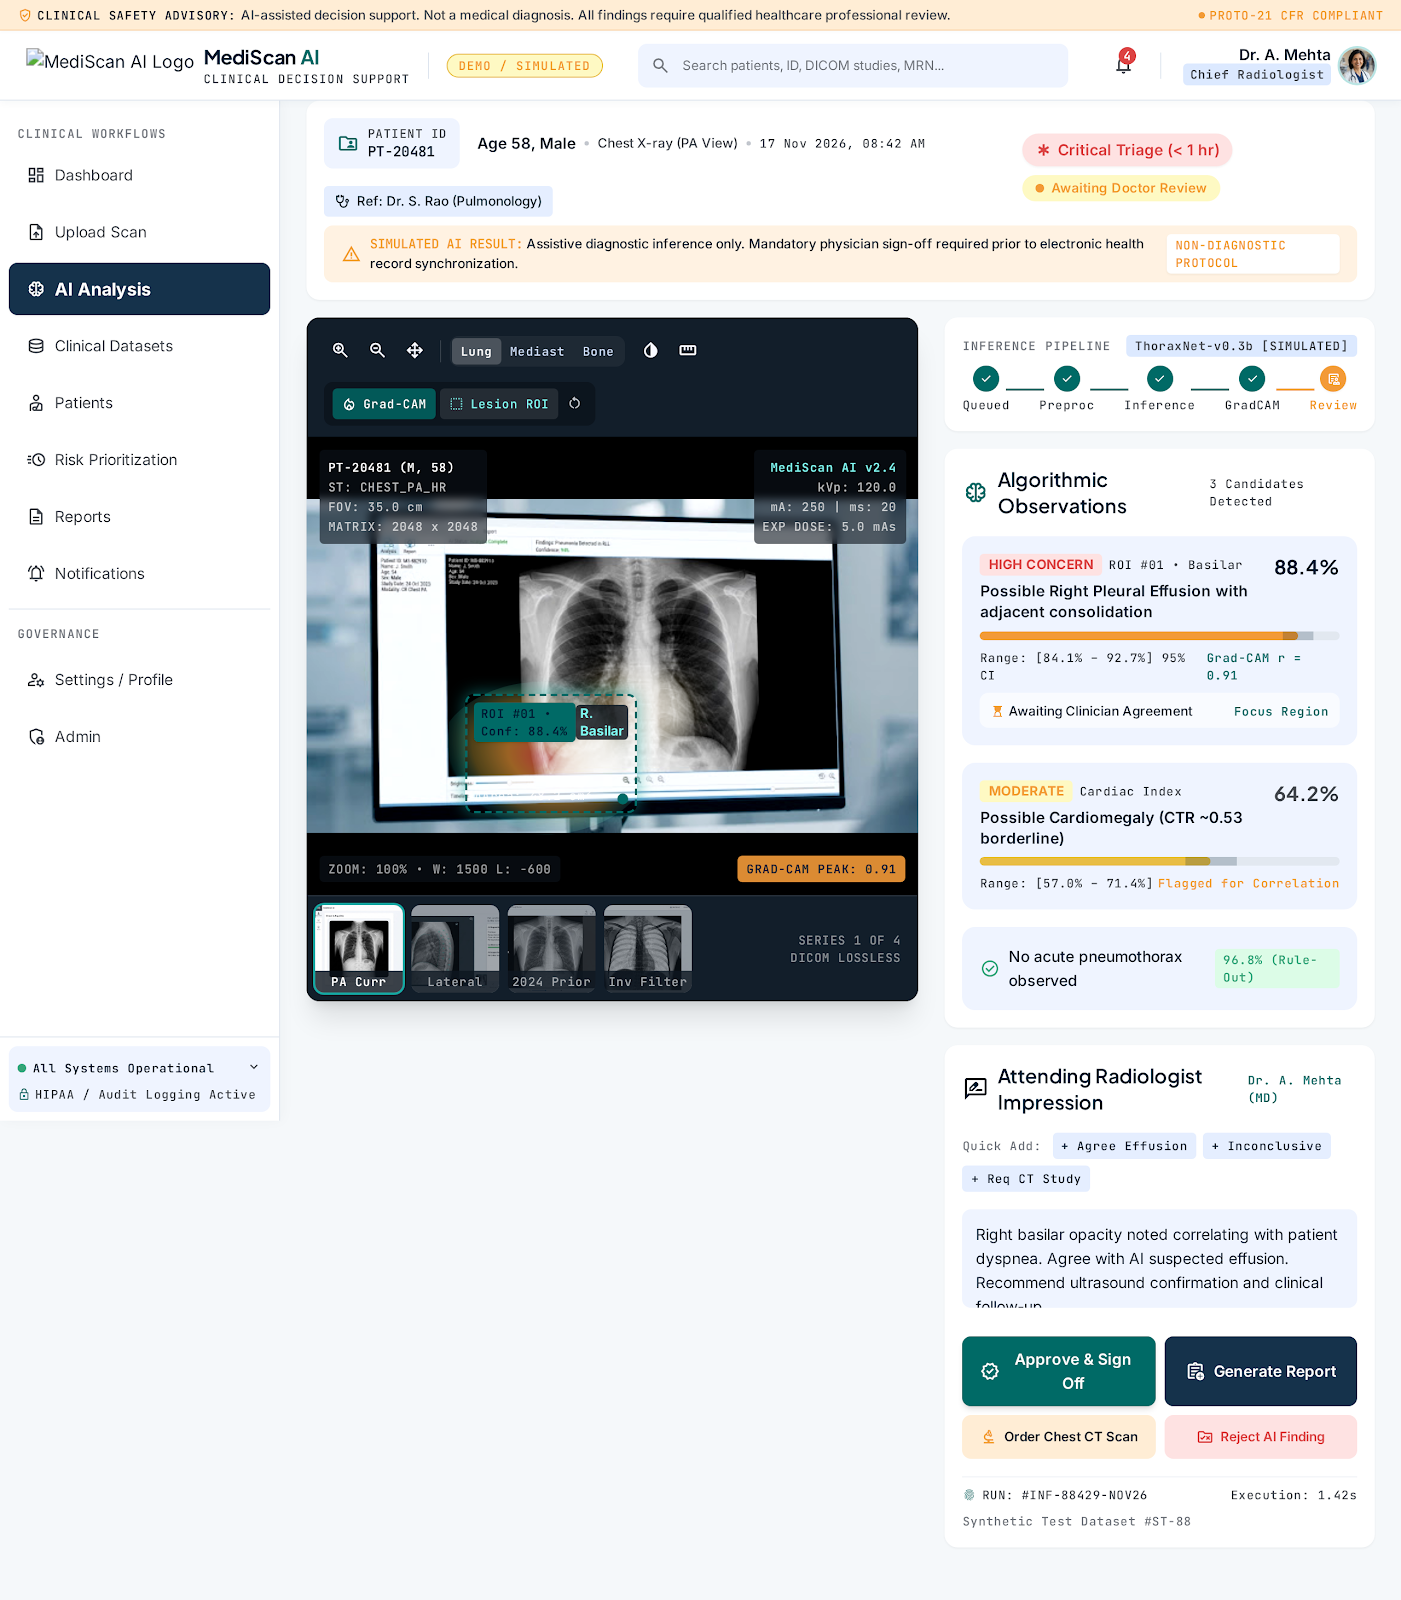 CLINICAL SAFETY ADVISORY: AI-assisted decision support. Not a medical diagnosis. All findings require qualified healthcare professional review.
PROTO-21 CFR COMPLIANT
MediScan AI Logo
MediScan AI
CLINICAL DECISION SUPPORT
DEMO / SIMULATED
Search patients, ID, DICOM studies, MRN...
4
Dr. A. Mehta
Chief Radiologist
CLINICAL WORKFLOWS
Dashboard
Upload Scan
AI Analysis
Clinical Datasets
Patients
Risk Prioritization
Reports
Notifications
GOVERNANCE
Settings / Profile
Admin
All Systems Operational
HIPAA / Audit Logging Active
PATIENT ID
PT-20481
Age 58, Male • Chest X-ray (PA View) • 17 Nov 2026, 08:42 AM
Ref: Dr. S. Rao (Pulmonology)
Critical Triage (< 1 hr)
Awaiting Doctor Review
SIMULATED AI RESULT: Assistive diagnostic inference only. Mandatory physician sign-off required prior to electronic health
record synchronization.
NON-DIAGNOSTIC
PROTOCOL
Lung
Mediast
Bone
Grad-CAM
Lesion ROI
PT-20481 (M, 58)
ST: CHEST_PA_HR
FOV: 35.0 cm
MATRIX: 2048 x 2048
MediScan AI v2.4
kVp: 120.0
mA: 250 | ms: 20
EXP DOSE: 5.0 mAs
ROI #01 •
Conf: 88.4%
R.
Basilar
ZOOM: 100% • W: 1500 L: -600
GRAD-CAM PEAK: 0.91
PA Curr
Lateral
2024 Prior
Inv Filter
SERIES 1 OF 4
DICOM LOSSLESS
INFERENCE PIPELINE
ThoraxNet-v0.3b [SIMULATED]
Queued
Preproc
Inference
GradCAM
Review
Algorithmic
Observations
3 Candidates
Detected
HIGH CONCERN
ROI #01 • Basilar
88.4%
Possible Right Pleural Effusion with
adjacent consolidation
Range: [84.1% – 92.7%] 95%
CI
Grad-CAM r =
0.91
Awaiting Clinician Agreement
Focus Region
MODERATE
Cardiac Index
64.2%
Possible Cardiomegaly (CTR ~0.53
borderline)
Range: [57.0% – 71.4%]
Flagged for Correlation
No acute pneumothorax
observed
96.8% (Rule-
Out)
Attending Radiologist
Impression
Dr. A. Mehta
(MD)
Quick Add:
+ Agree Effusion
+ Inconclusive
+ Req CT Study
Right basilar opacity noted correlating with patient
dyspnea. Agree with AI suspected effusion.
Recommend ultrasound confirmation and clinical
follow-up
Approve & Sign
Off
Generate Report
Order Chest CT Scan
Reject AI Finding
RUN: #INF-88429-NOV26
Execution: 1.42s
Synthetic Test Dataset #ST-88